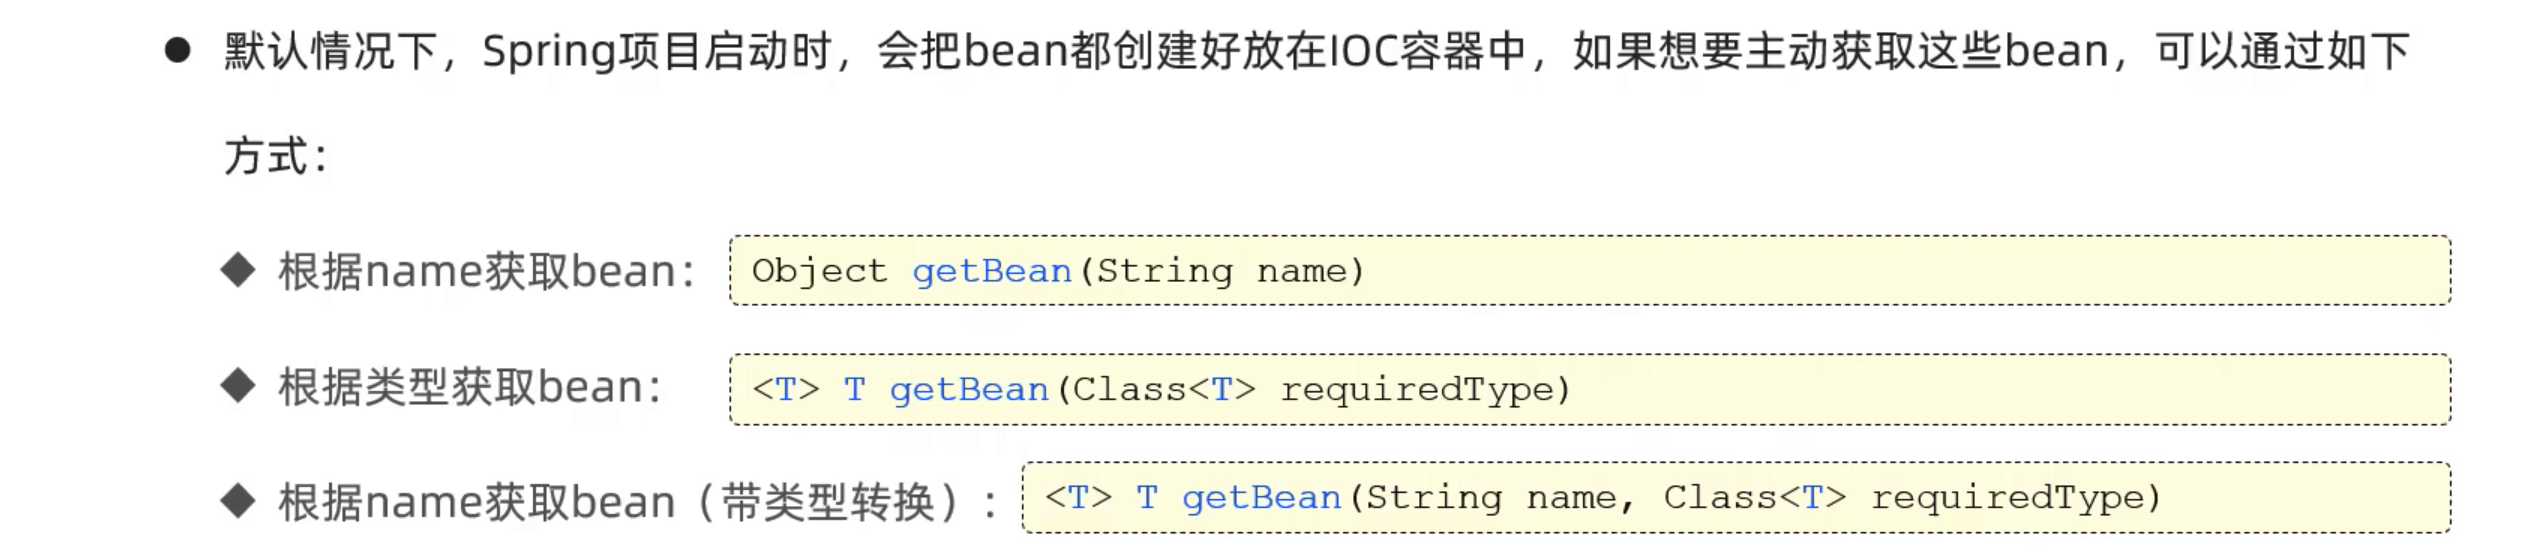 ● 默认情况下，Spring项目启动时，会把bean都创建好放在IOC容器中，如果想要主动获取这些bean，可以通过如下
方式：
◆ 根据name获取bean： Object getBean(String name)
◆ 根据类型获取bean： <T> T getBean(Class<T> requiredType)
◆ 根据name获取bean（带类型转换）： <T> T getBean(String name, Class<T> requiredType)